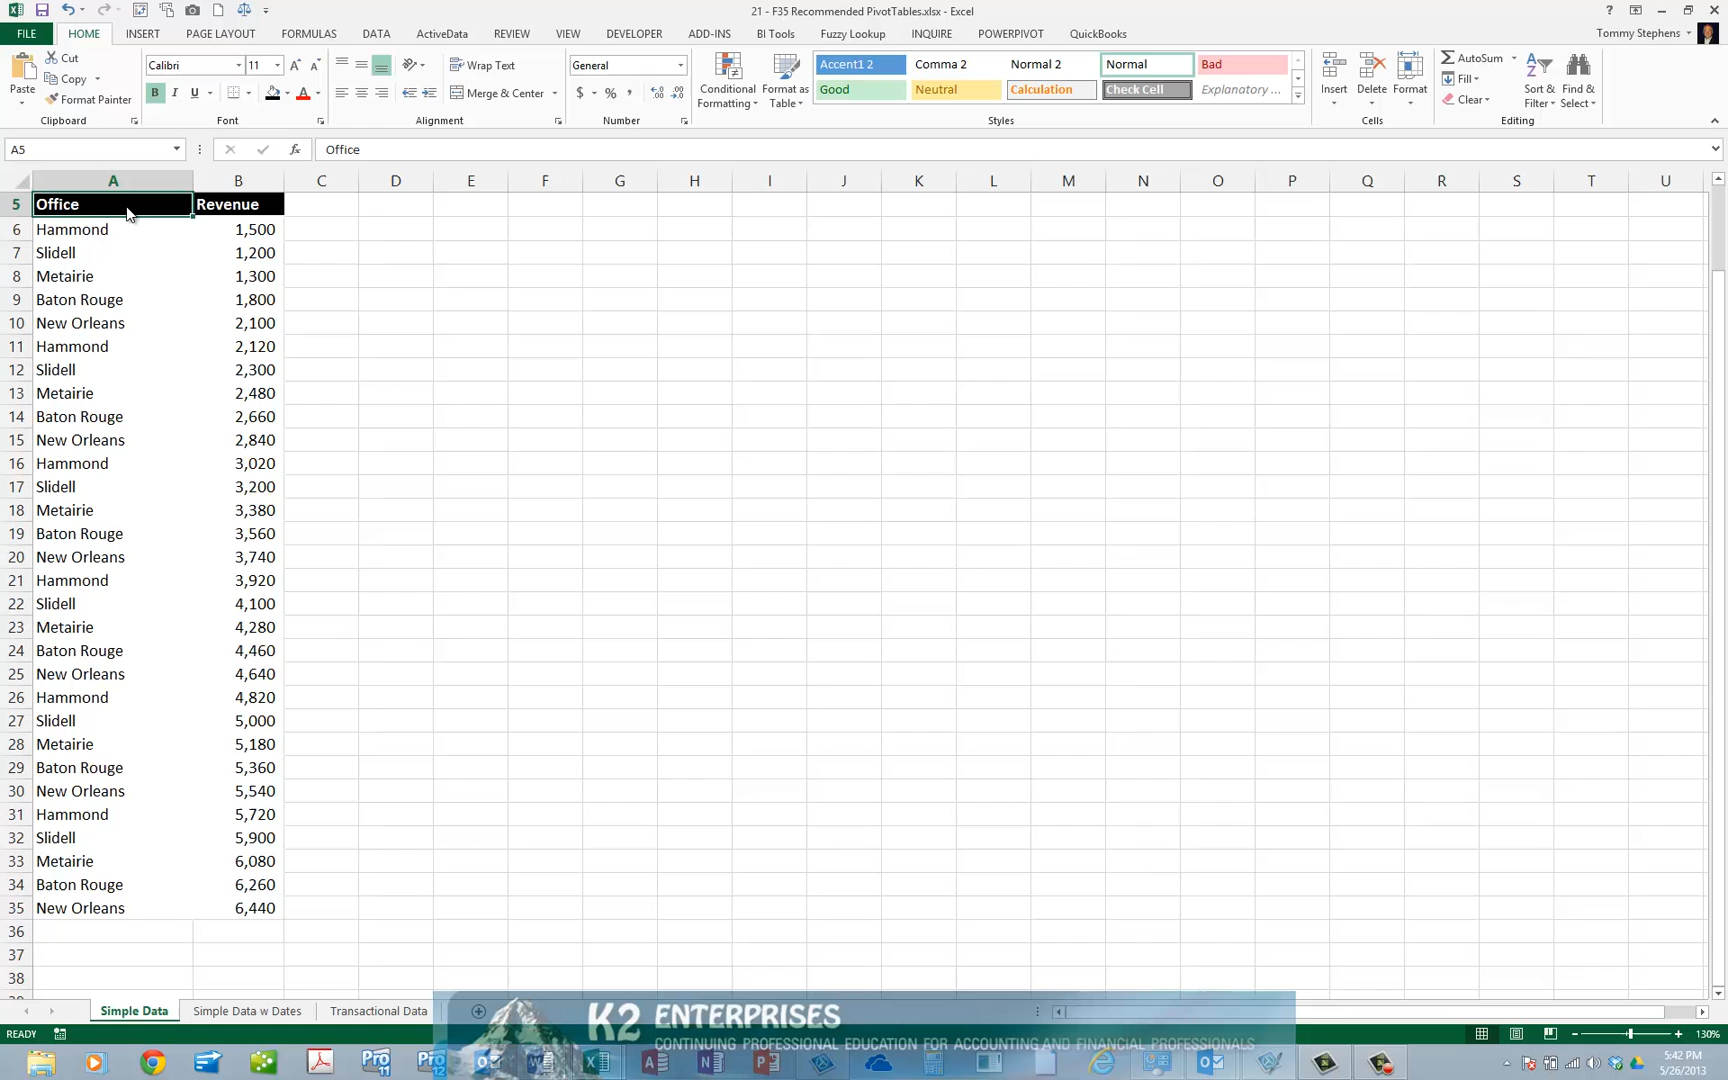 21 - F35 Recommended PivotTables.xlsx - Excel
FILE HOME INSERT PAGE LAYOUT FORMULAS DATA ActiveData REVIEW VIEW DEVELOPER ADD-INS BI Tools Fuzzy Lookup INQUIRE POWERPIVOT QuickBooks Tommy Stephens
Cut
Copy
Format Painter
Paste
Clipboard
Calibri 11
B I U
Font
Wrap Text
Merge & Center
Alignment
General
$ % ,
Number
Conditional Formatting
Format as Table
Accent1 2 Comma 2 Normal 2 Normal Bad
Good Neutral Calculation Check Cell Explanatory ...
Styles
Insert Delete Format
Cells
AutoSum
Fill
Clear
Sort & Filter
Find & Select
Editing
A5 fx Office
A B C D E F G H I J K L M N O P Q R S T U
5 Office Revenue
6 Hammond 1,500
7 Slidell 1,200
8 Metairie 1,300
9 Baton Rouge 1,800
10 New Orleans 2,100
11 Hammond 2,120
12 Slidell 2,300
13 Metairie 2,480
14 Baton Rouge 2,660
15 New Orleans 2,840
16 Hammond 3,020
17 Slidell 3,200
18 Metairie 3,380
19 Baton Rouge 3,560
20 New Orleans 3,740
21 Hammond 3,920
22 Slidell 4,100
23 Metairie 4,280
24 Baton Rouge 4,460
25 New Orleans 4,640
26 Hammond 4,820
27 Slidell 5,000
28 Metairie 5,180
29 Baton Rouge 5,360
30 New Orleans 5,540
31 Hammond 5,720
32 Slidell 5,900
33 Metairie 6,080
34 Baton Rouge 6,260
35 New Orleans 6,440
36
37
38
Simple Data Simple Data w Dates Transactional Data
K2 ENTERPRISES
CONTINUING PROFESSIONAL EDUCATION FOR ACCOUNTING AND FINANCIAL PROFESSIONALS
READY 130%
Pro 11 Pro 12
5:42 PM
5/26/2013